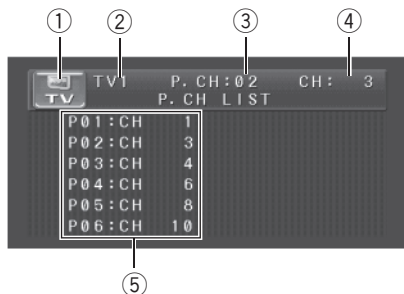 ① ② ③ ④
TV1 P.CH:02 CH: 3
TV P.CH LIST
P01:CH 1
P02:CH 3
P03:CH 4
P04:CH 6
P05:CH 8
P06:CH 10
⑤